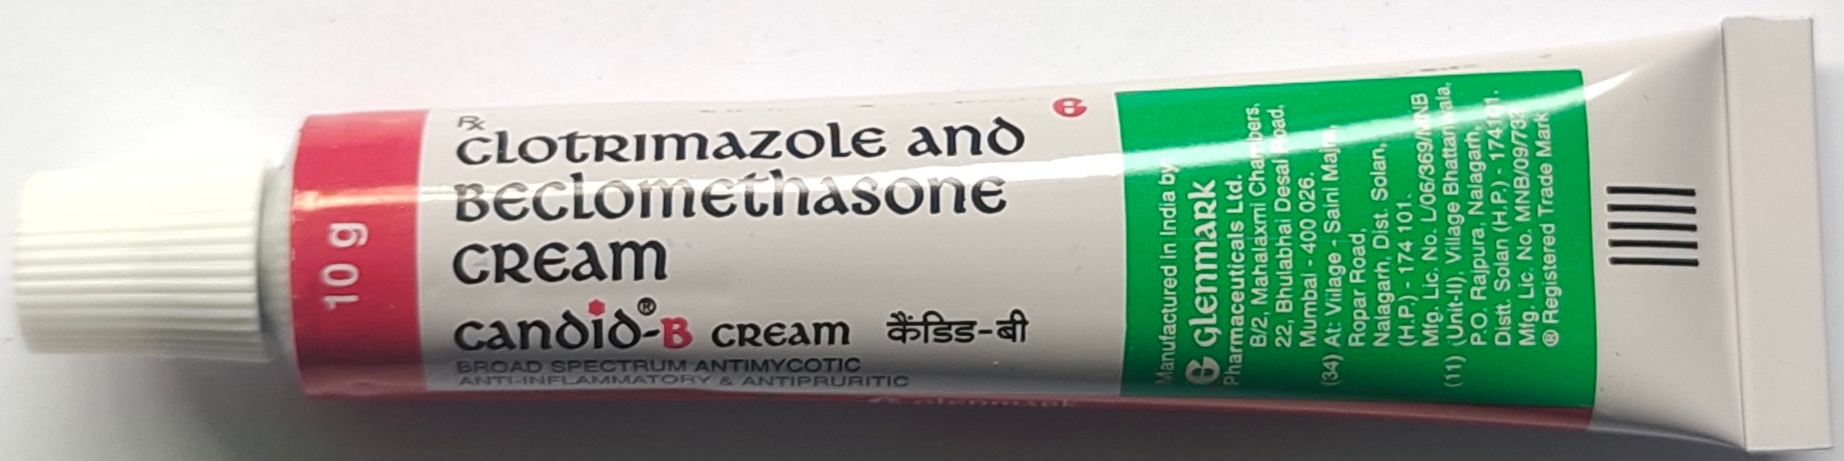 10 g
Rx
Clotrimazole and
Beclomethasone
Cream
Candid®-B Cream कैंडिड-बी
BROAD SPECTRUM ANTIMYCOTIC
ANTI-INFLAMMATORY & ANTIPRURITIC
Manufactured in India by:
G glenmark
Pharmaceuticals Ltd.
B/2, Mahalaxmi Chambers,
22, Bhulabhai Desai Road,
Mumbai - 400 026.
(34) At: Village - Saini Majra,
Ropar Road,
Nalagarh, Dist. Solan,
(H.P.) - 174 101.
Mfg. Lic. No. L/06/369/MNB
(11) (Unit-II), Village Bhattanwala,
P.O. Rajpura, Nalagarh,
Distt. Solan (H.P.) - 174101.
Mfg. Lic. No. MNB/09/732
® Registered Trade Mark
glenmark